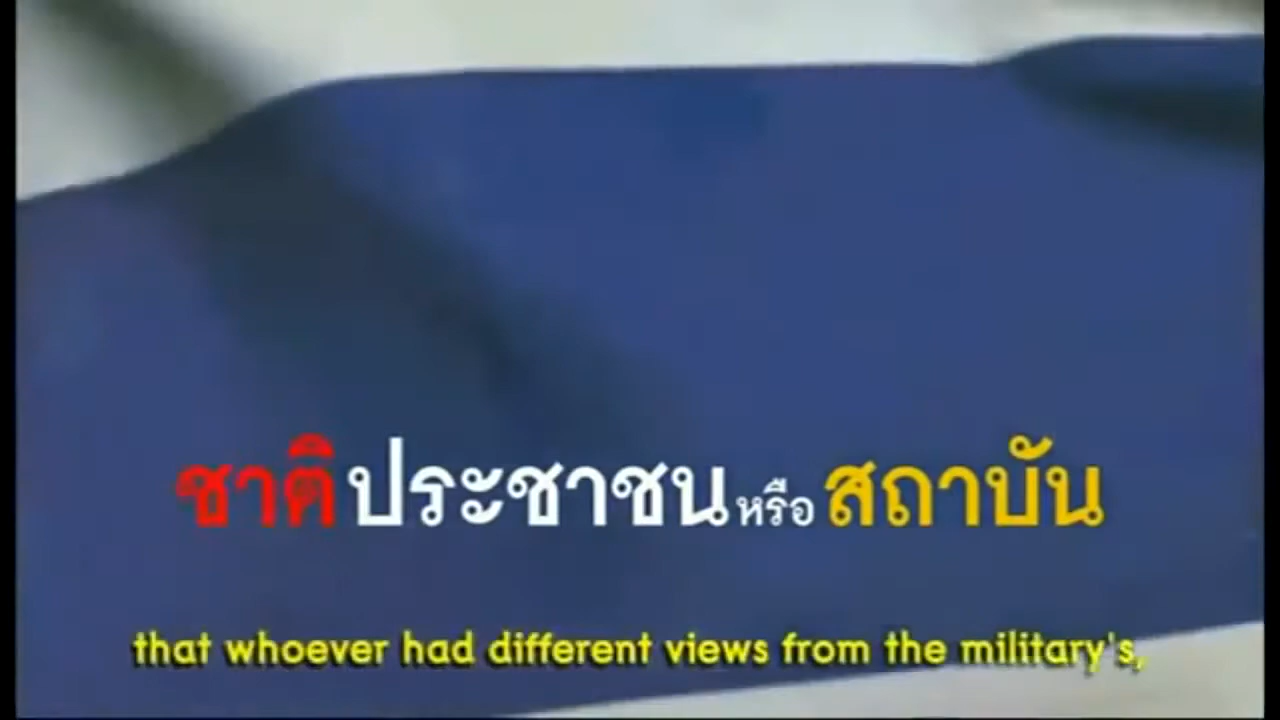 ชาติ ประชาชน หรือ สถาบัน
that whoever had different views from the military's,